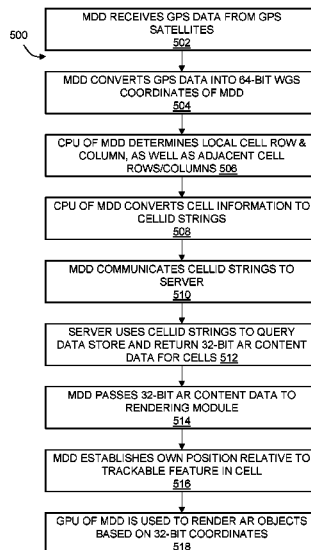 500
MDD RECEIVES GPS DATA FROM GPS
SATELLITES
502
MDD CONVERTS GPS DATA INTO 64-BIT WGS
COORDINATES OF MDD
504
CPU OF MDD DETERMINES LOCAL CELL ROW &
COLUMN, AS WELL AS ADJACENT CELL
ROWS/COLUMNS 506
CPU OF MDD CONVERTS CELL INFORMATION TO
CELLID STRINGS
508
MDD COMMUNICATES CELLID STRINGS TO
SERVER
510
SERVER USES CELLID STRINGS TO QUERY
DATA STORE AND RETURN 32-BIT AR CONTENT
DATA FOR CELLS 512
MDD PASSES 32-BIT AR CONTENT DATA TO
RENDERING MODULE
514
MDD ESTABLISHES OWN POSITION RELATIVE TO
TRACKABLE FEATURE IN CELL
516
GPU OF MDD IS USED TO RENDER AR OBJECTS
BASED ON 32-BIT COORDINATES
518